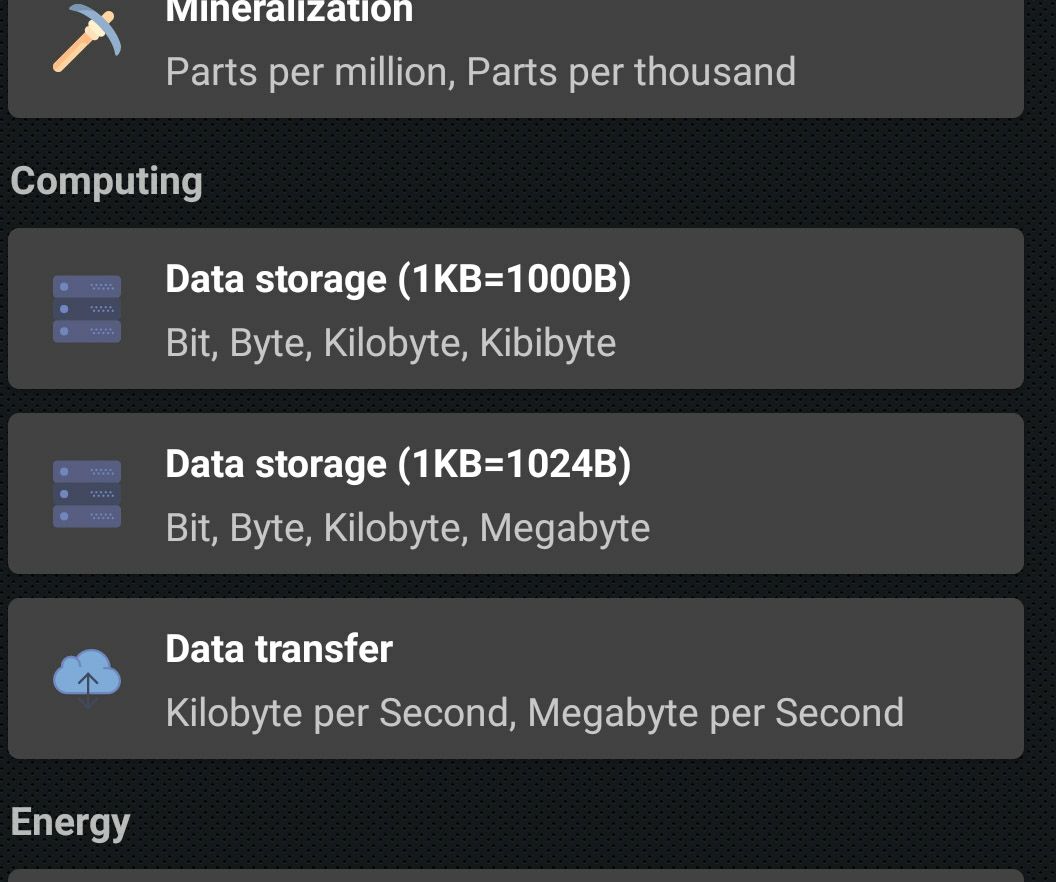 Mineralization
Parts per million, Parts per thousand
Computing
Data storage (1KB=1000B)
Bit, Byte, Kilobyte, Kibibyte
Data storage (1KB=1024B)
Bit, Byte, Kilobyte, Megabyte
Data transfer
Kilobyte per Second, Megabyte per Second
Energy